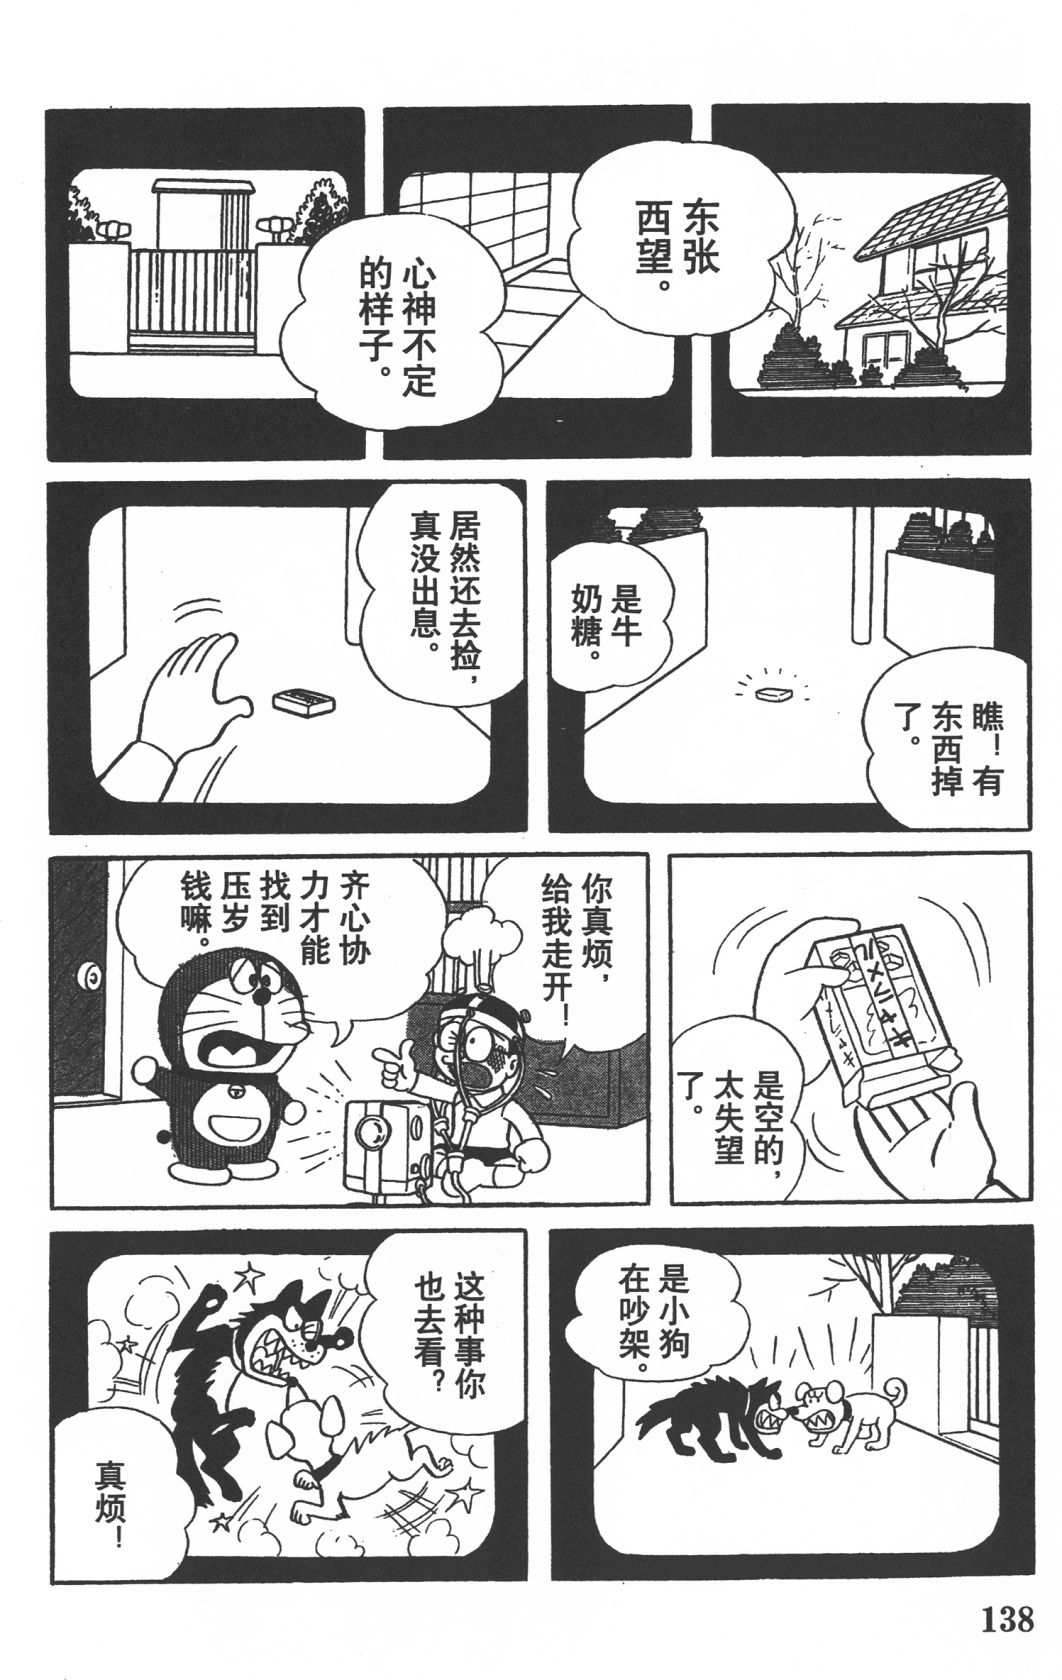 东张
西望。
心神不定
的样子。
瞧！有
东西掉
了。
是牛
奶糖。
居然还去捡，
真没出息。
是空的，
太失望
了。
你真烦，
给我走开！
齐心协
力才能
找到
压岁
钱嘛。
是小狗
在吵架。
这种事你
也去看？
真烦！
138